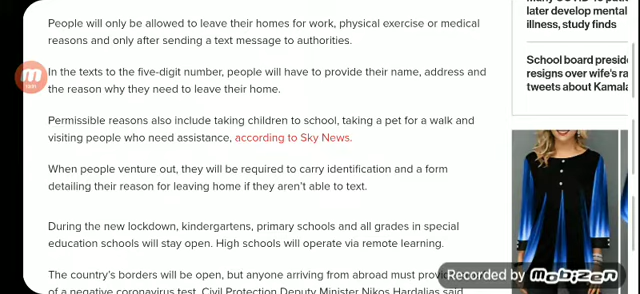 People will only be allowed to leave their homes for work, physical exercise or medical
reasons and only after sending a text message to authorities.
In the texts to the five-digit number, people will have to provide their name, address and
the reason why they need to leave their home.
Permissible reasons also include taking children to school, taking a pet for a walk and
visiting people who need assistance, according to Sky News.
When people venture out, they will be required to carry identification and a form
detailing their reason for leaving home if they aren't able to text.
During the new lockdown, kindergartens, primary schools and all grades in special
education schools will stay open. High schools will operate via remote learning.
The country's borders will be open, but anyone arriving from abroad must
of a negative coronavirus test, Civil Protection Deputy Minister Nikos Hardalias said
later develop mental
illness, study finds
School board
resigns over wife's
tweets about
Recorded by Mobizen